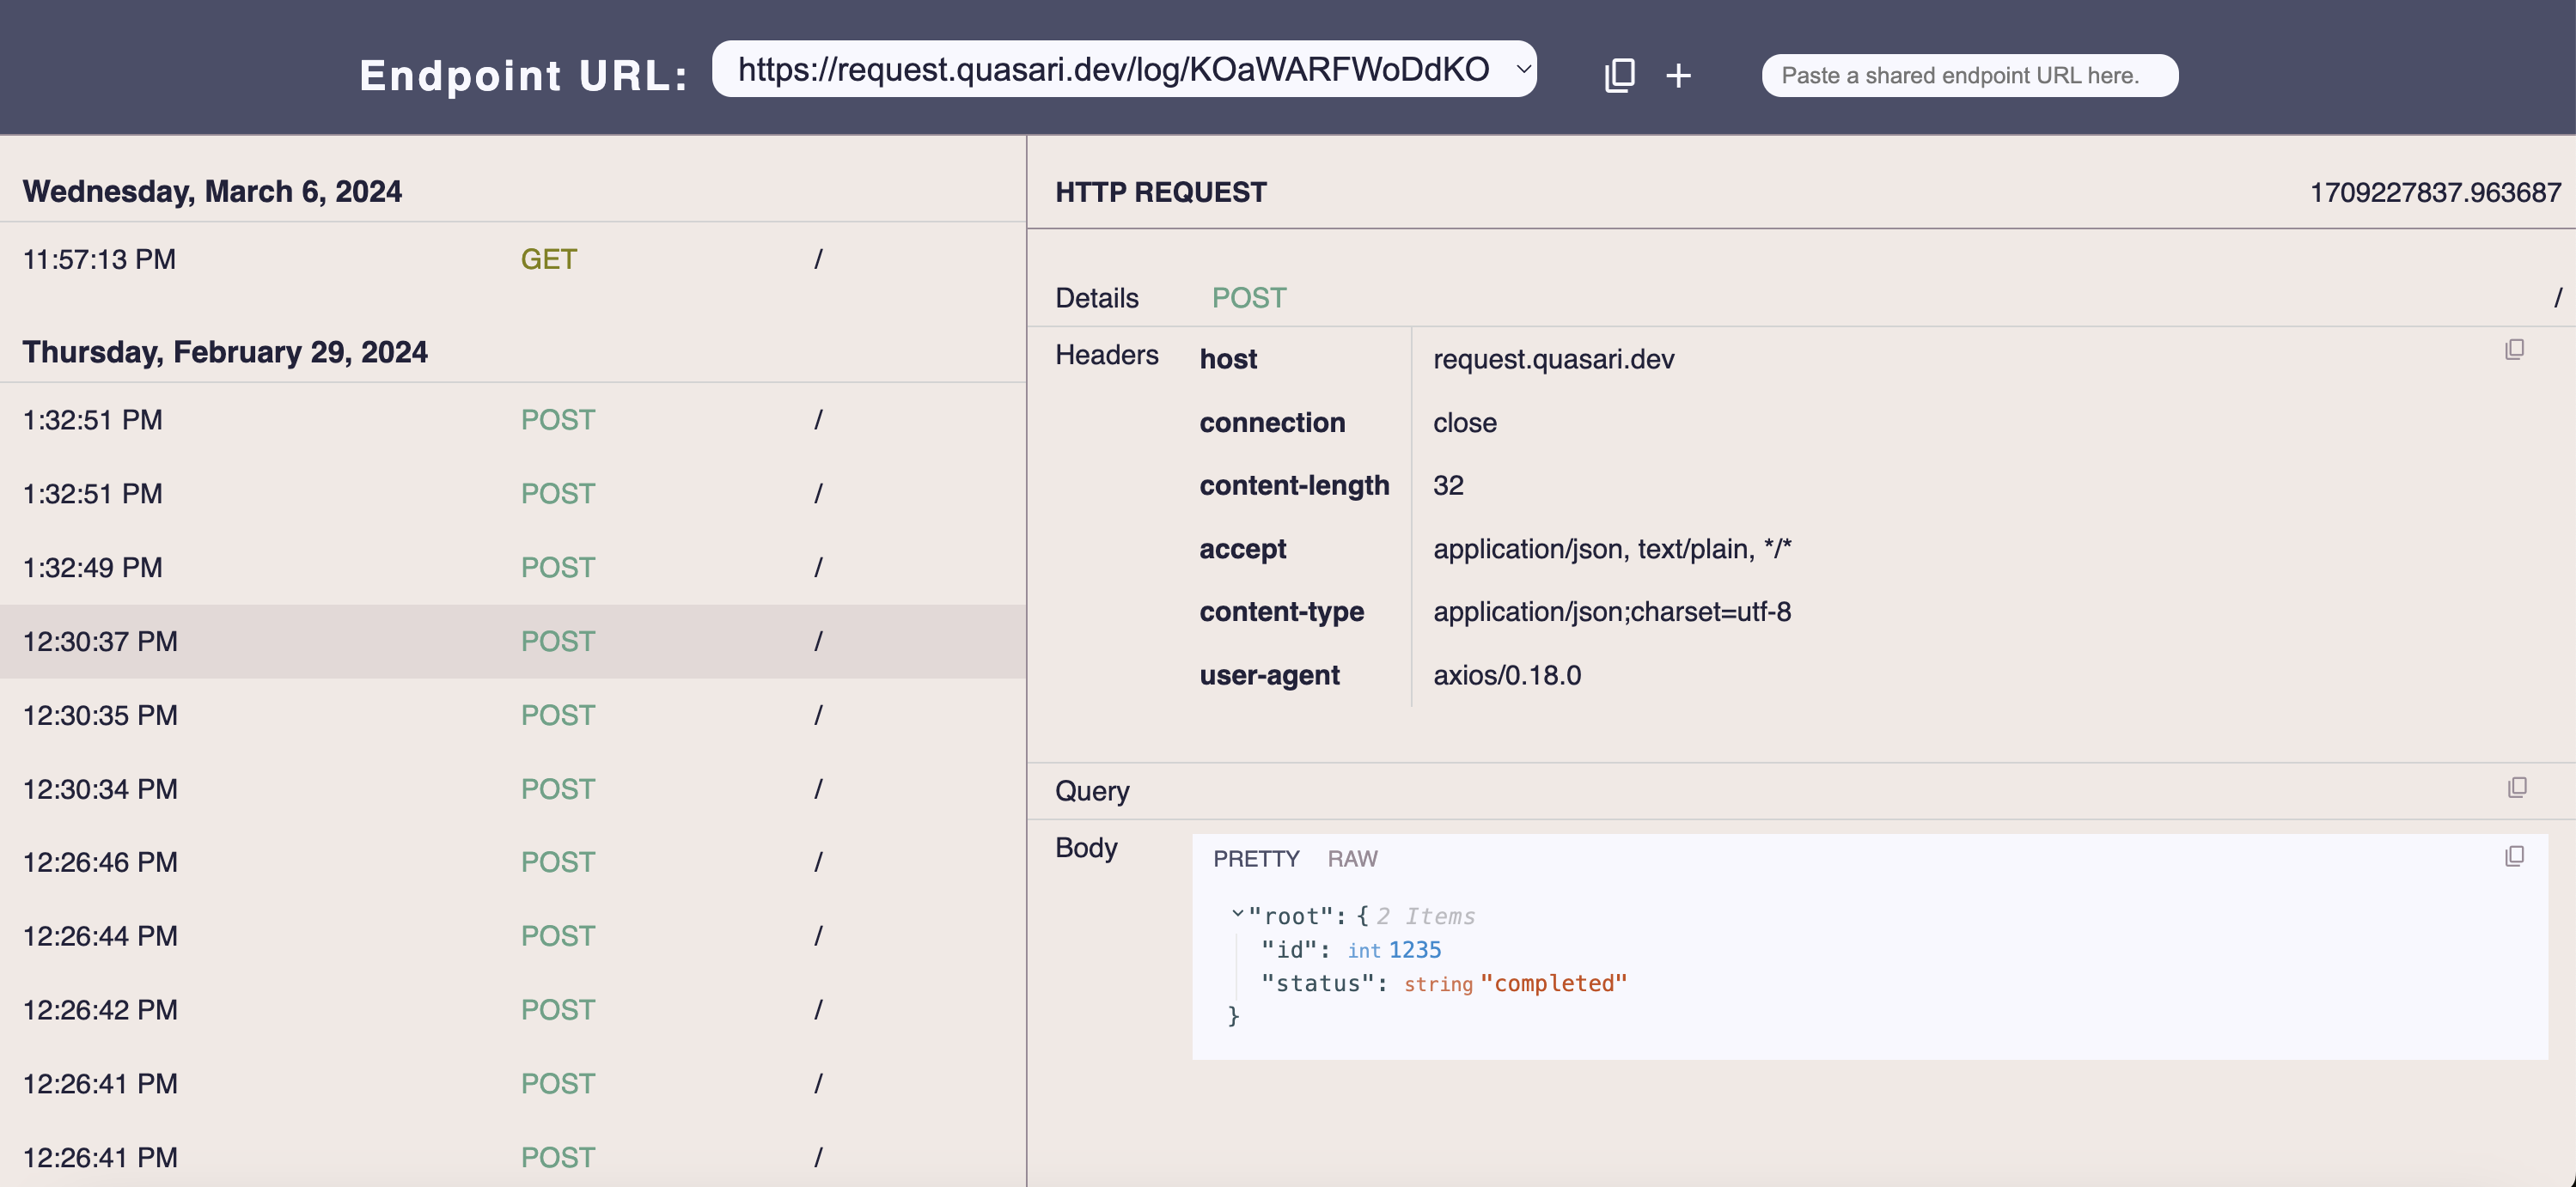 Endpoint URL: https://request.quasari.dev/log/KOaWARFWoDdKO Paste a shared endpoint URL here.
Wednesday, March 6, 2024
11:57:13 PM GET /
Thursday, February 29, 2024
1:32:51 PM POST /
1:32:51 PM POST /
1:32:49 PM POST /
12:30:37 PM POST /
12:30:35 PM POST /
12:30:34 PM POST /
12:26:46 PM POST /
12:26:44 PM POST /
12:26:42 PM POST /
12:26:41 PM POST /
12:26:41 PM POST /
HTTP REQUEST 1709227837.963687
Details POST /
Headers host request.quasari.dev
connection close
content-length 32
accept application/json, text/plain, */*
content-type application/json;charset=utf-8
user-agent axios/0.18.0
Query
Body PRETTY RAW
"root": { 2 Items
"id": int 1235
"status": string "completed"
}